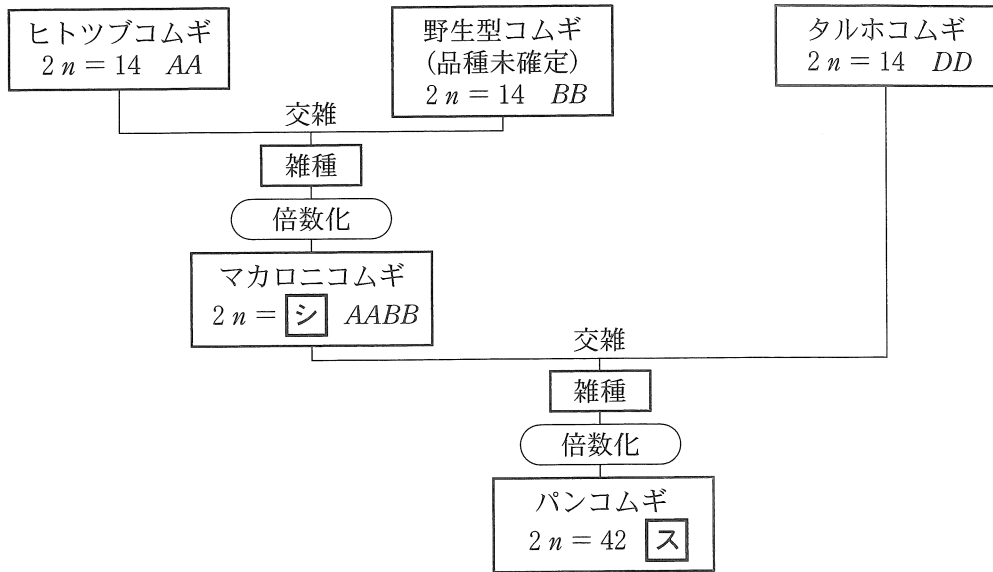 ヒトツブコムギ
2n = 14 AA
野生型コムギ
(品種未確定)
2n = 14 BB
タルホコムギ
2n = 14 DD
交雑
雑種
倍数化
マカロニコムギ
2n = シ AABB
交雑
雑種
倍数化
パンコムギ
2n = 42 ス